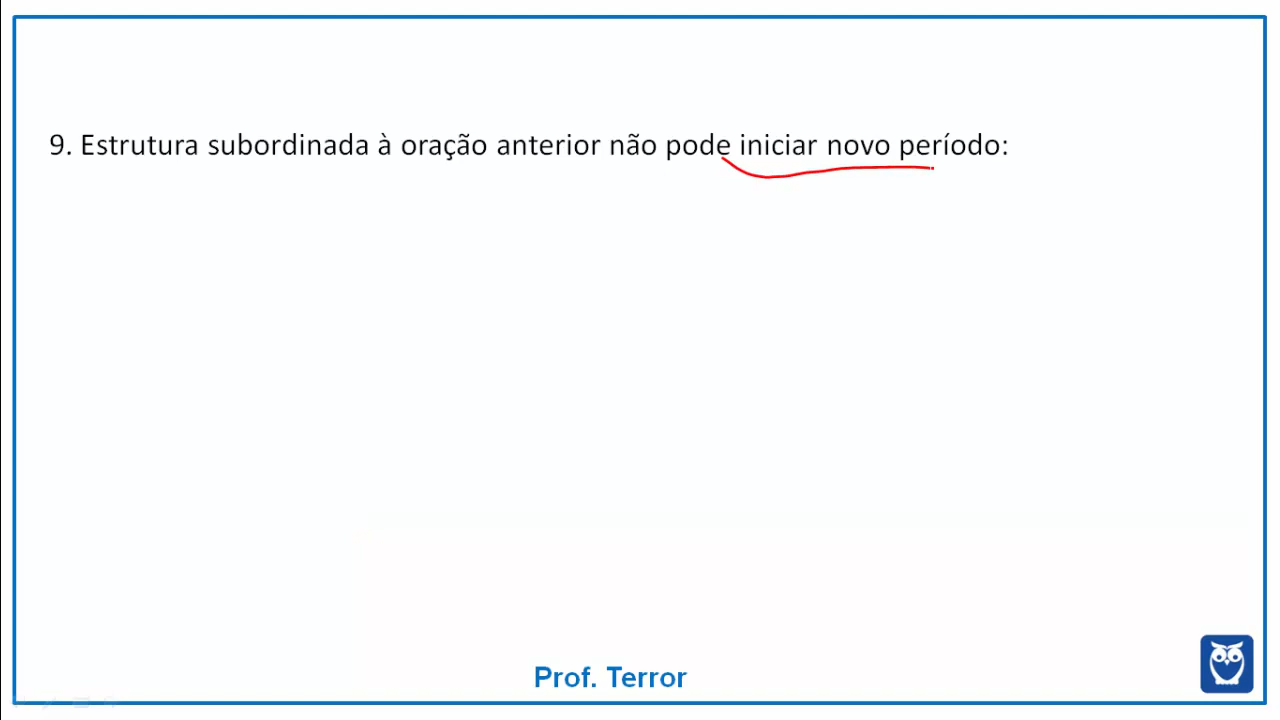 9. Estrutura subordinada à oração anterior não pode iniciar novo período:
Prof. Terror